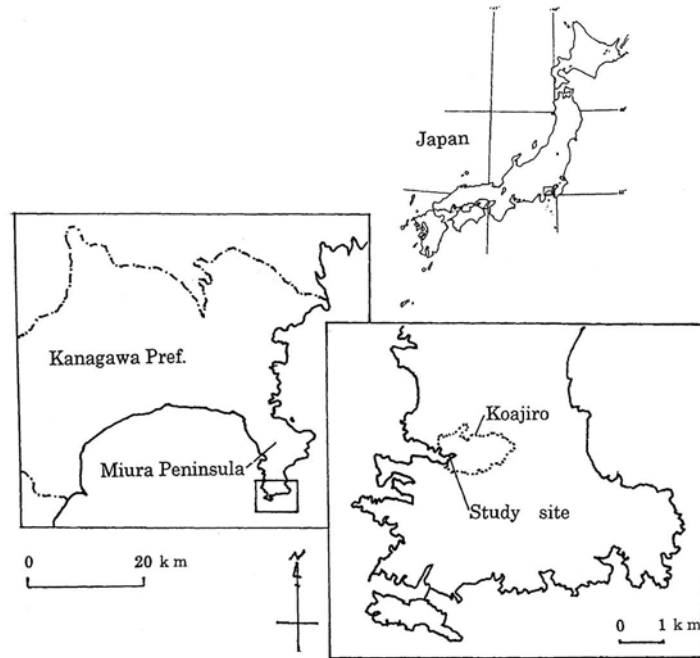 Japan
Kanagawa Pref.
Koajiro
Miura Peninsula
Study site
0 20 km
N
0 1 km